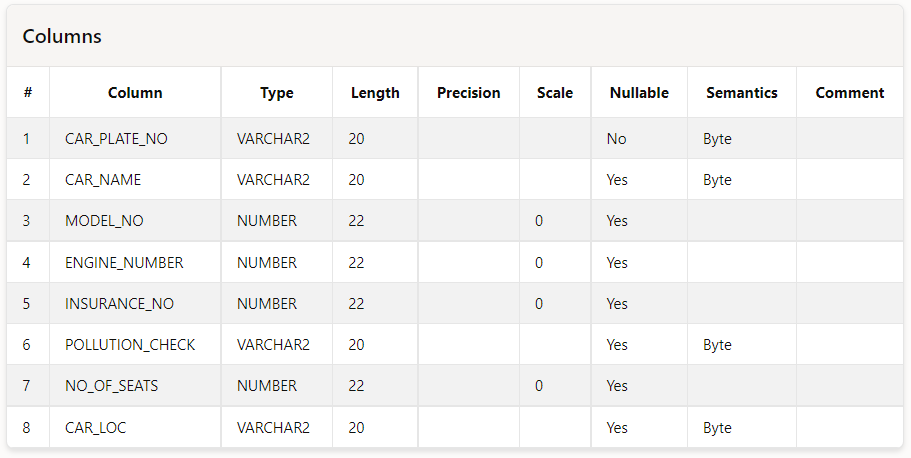 Columns
# Column Type Length Precision Scale Nullable Semantics Comment
1 CAR_PLATE_NO VARCHAR2 20 No Byte
2 CAR_NAME VARCHAR2 20 Yes Byte
3 MODEL_NO NUMBER 22 0 Yes
4 ENGINE_NUMBER NUMBER 22 0 Yes
5 INSURANCE_NO NUMBER 22 0 Yes
6 POLLUTION_CHECK VARCHAR2 20 Yes Byte
7 NO_OF_SEATS NUMBER 22 0 Yes
8 CAR_LOC VARCHAR2 20 Yes Byte